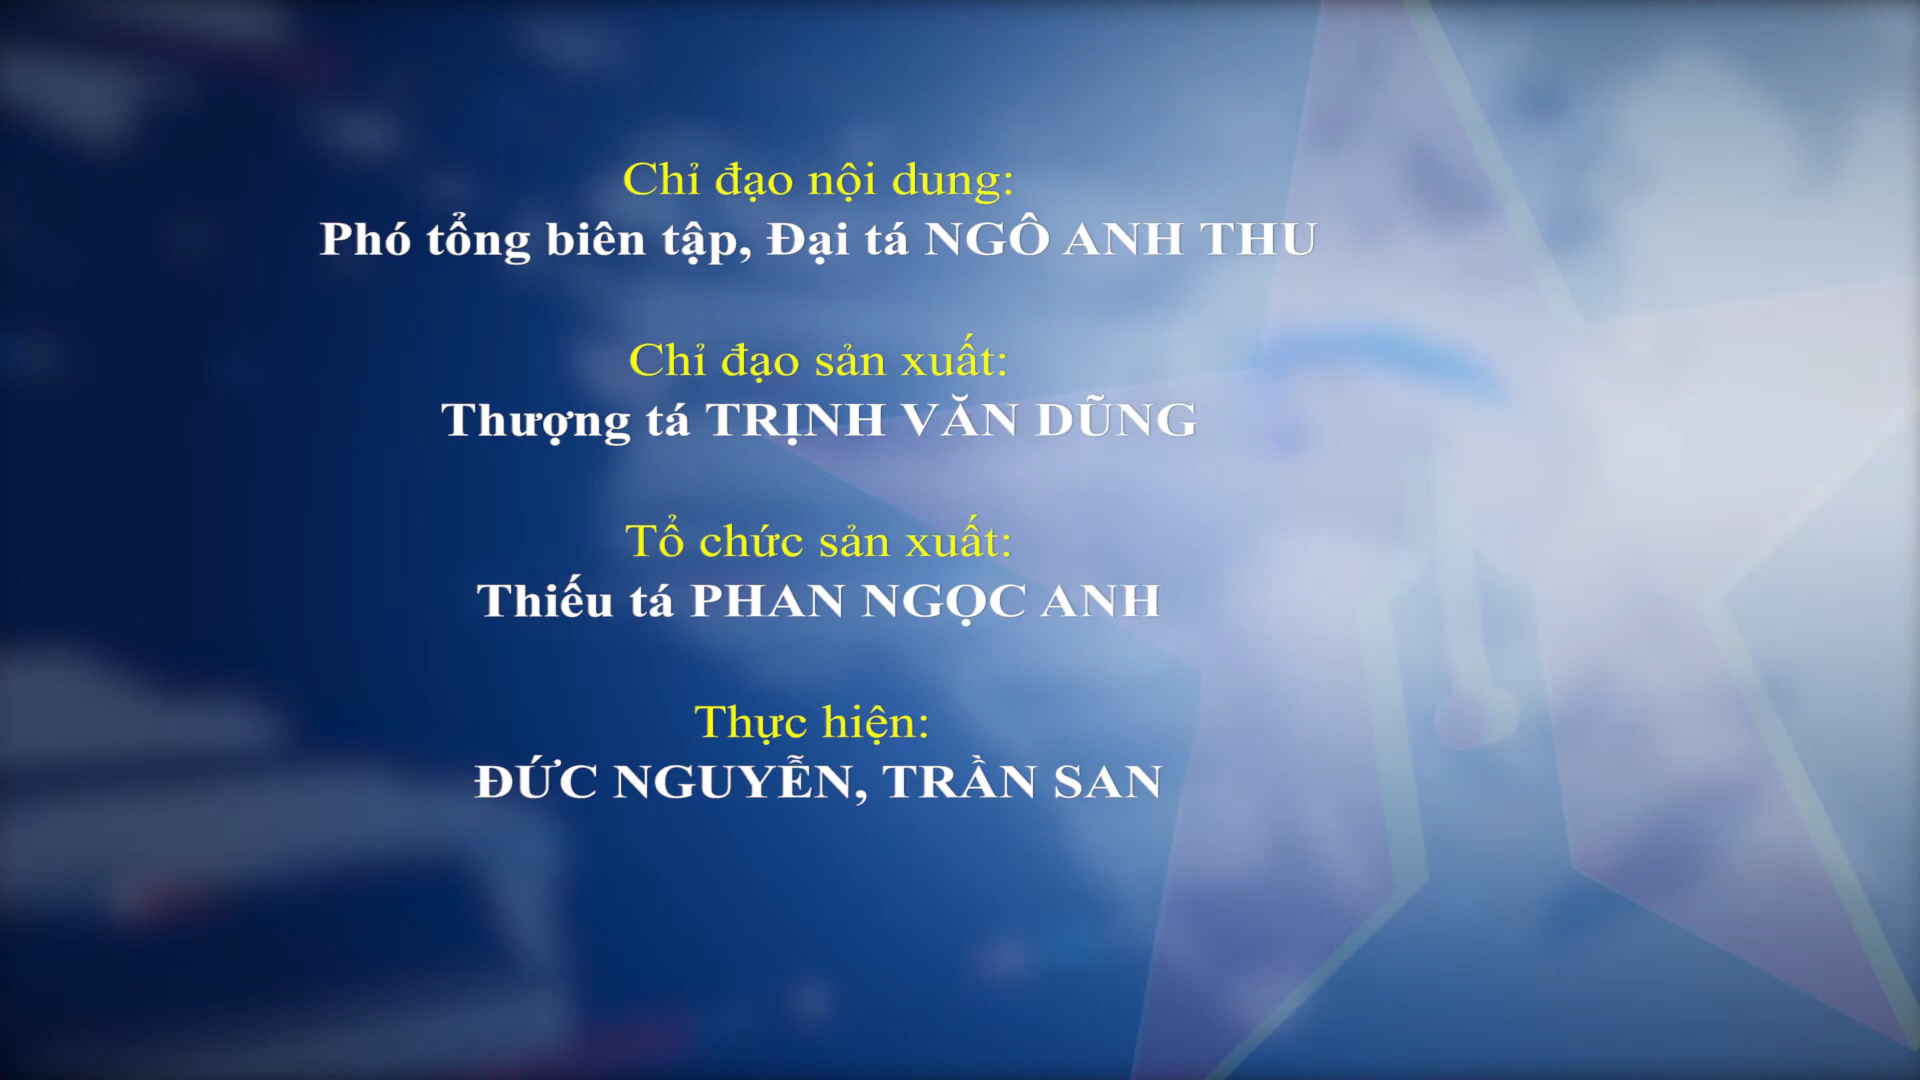 Chỉ đạo nội dung:
Phó tổng biên tập, Đại tá NGÔ ANH THU
Chỉ đạo sản xuất:
Thượng tá TRỊNH VĂN DŨNG
Tổ chức sản xuất:
Thiếu tá PHAN NGỌC ANH
Thực hiện:
ĐỨC NGUYỄN, TRẦN SAN